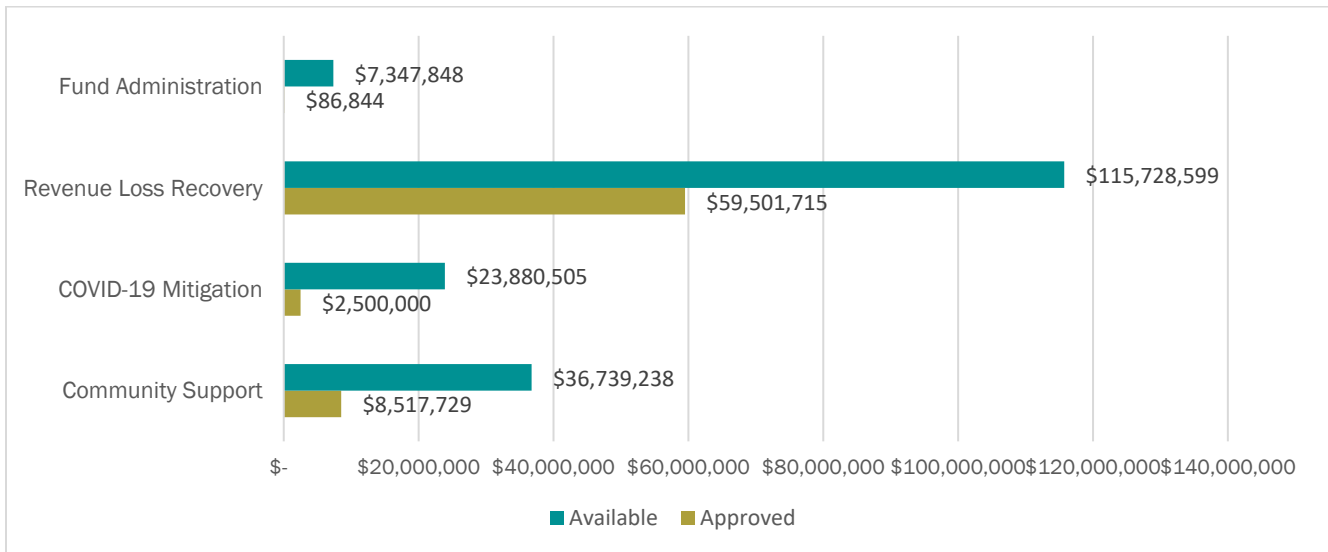 Fund Administration
$7,347,848
$86,844
Revenue Loss Recovery
$115,728,599
$59,501,715
COVID-19 Mitigation
$23,880,505
$2,500,000
Community Support
$36,739,238
$8,517,729
$- $20,000,000 $40,000,000 $60,000,000 $80,000,000 $100,000,000 $120,000,000 $140,000,000
Available Approved